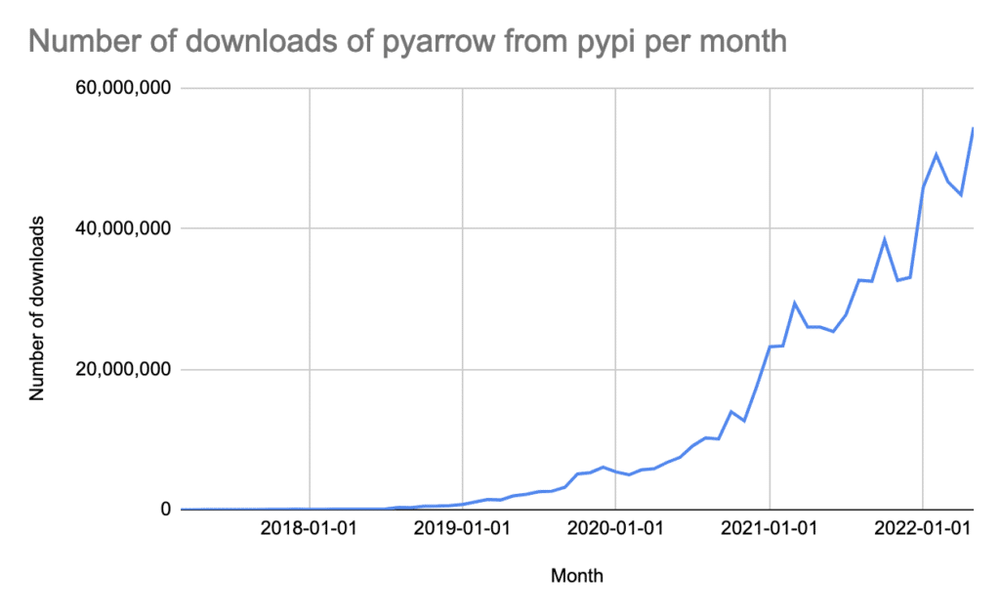 Number of downloads of pyarrow from pypi per month
60,000,000
40,000,000
20,000,000
0
Number of downloads
2018-01-01 2019-01-01 2020-01-01 2021-01-01 2022-01-01
Month